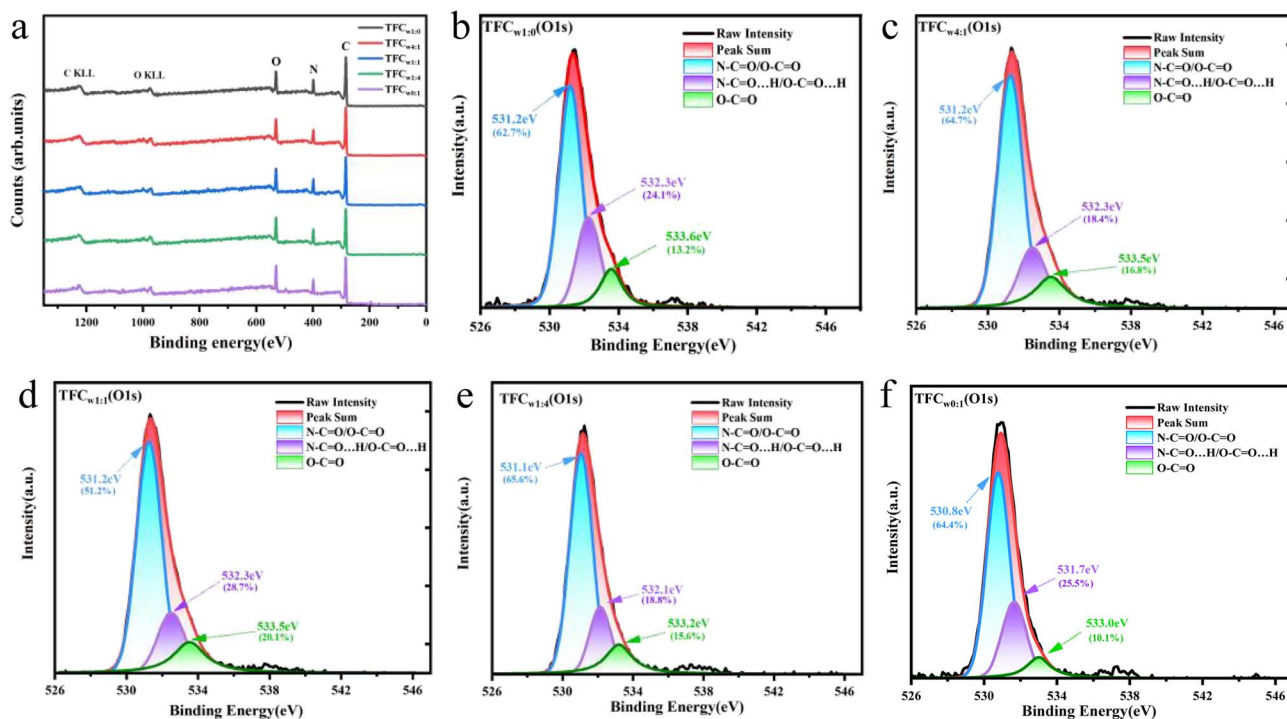 a
TFCw1:0
TFCw4:1
TFCw1:1
TFCw1:4
TFCw0:1
C KLL
O KLL
O
N
C
Counts (arb.units)
1200
1000
800
600
400
200
0
Binding energy(eV)
b
TFCw1:0(O1s)
Raw Intensity
Peak Sum
N-C=O/O-C=O
N-C=O...H/O-C=O...H
O-C=O
531.2eV
(62.7%)
532.3eV
(24.1%)
533.6eV
(13.2%)
Intensity(a.u.)
526
530
534
538
542
546
Binding Energy(eV)
c
TFCw4:1(O1s)
Raw Intensity
Peak Sum
N-C=O/O-C=O
N-C=O...H/O-C=O...H
O-C=O
531.2eV
(64.7%)
532.3eV
(18.4%)
533.5eV
(16.8%)
Intensity(a.u.)
526
530
534
538
542
546
Binding Energy(eV)
d
TFCw1:1(O1s)
Raw Intensity
Peak Sum
N-C=O/O-C=O
N-C=O...H/O-C=O...H
O-C=O
531.2eV
(51.2%)
532.3eV
(28.7%)
533.5eV
(20.1%)
Intensity(a.u.)
526
530
534
538
542
546
Binding Energy(eV)
e
TFCw1:4(O1s)
Raw Intensity
Peak Sum
N-C=O/O-C=O
N-C=O...H/O-C=O...H
O-C=O
531.1eV
(65.6%)
532.1eV
(18.8%)
533.2eV
(15.6%)
Intensity(a.u.)
526
530
534
538
542
546
Binding Energy(eV)
f
TFCw0:1(O1s)
Raw Intensity
Peak Sum
N-C=O/O-C=O
N-C=O...H/O-C=O...H
O-C=O
530.8eV
(64.4%)
531.7eV
(25.5%)
533.0eV
(10.1%)
Intensity(a.u.)
526
530
534
538
542
546
Binding Energy(eV)